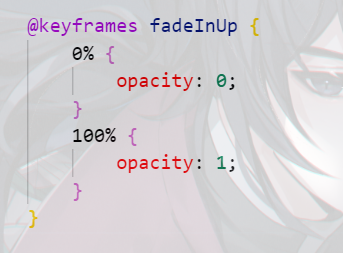 @keyframes fadeInUp {
    0% {
        opacity: 0;
    }
    100% {
        opacity: 1;
    }
}